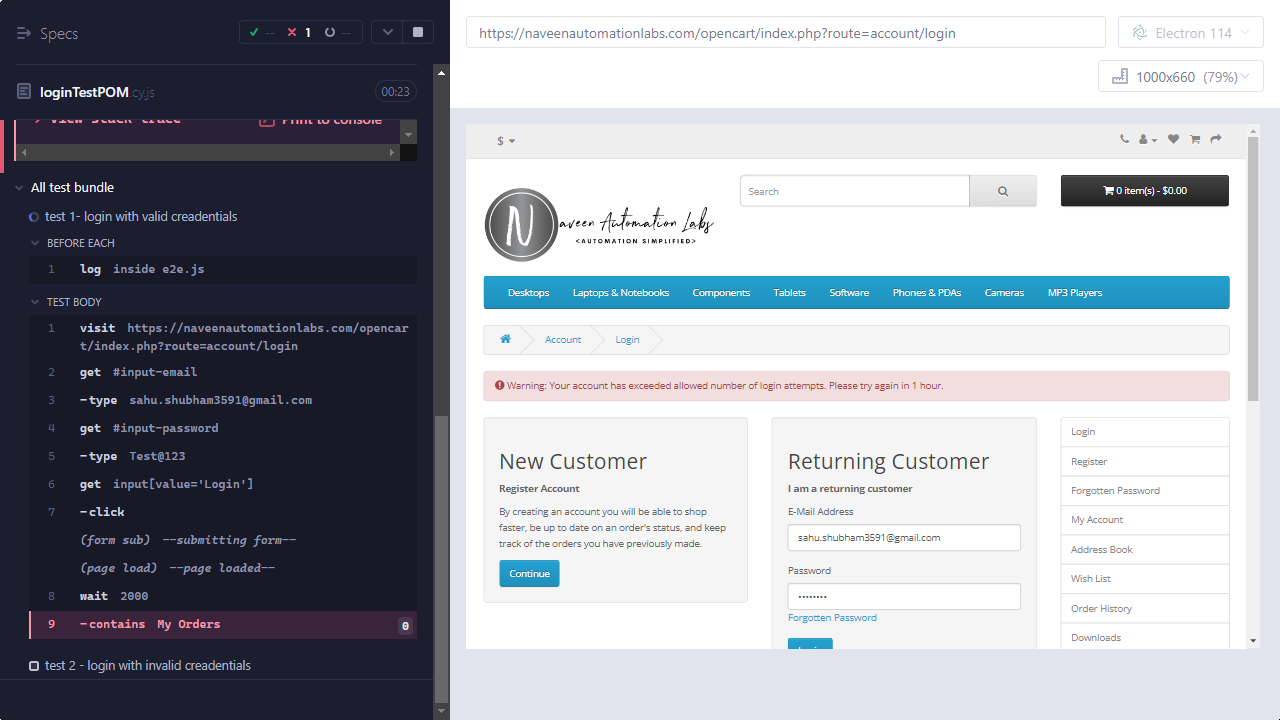 Specs
-- 1 --
loginTestPOM.cy.js
00:23
View stack trace
Print to console
All test bundle
test 1- login with valid creadentials
BEFORE EACH
1 log inside e2e.js
TEST BODY
1 visit https://naveenautomationlabs.com/opencar
t/index.php?route=account/login
2 get #input-email
3 -type sahu.shubham3591@gmail.com
4 get #input-password
5 -type Test@123
6 get input[value='Login']
7 -click
(form sub) --submitting form--
(page load) --page loaded--
8 wait 2000
9 -contains My Orders 0
test 2 - login with invalid creadentials
https://naveenautomationlabs.com/opencart/index.php?route=account/login
Electron 114
1000x660 (79%)
$
N
Naveen Automation Labs
<AUTOMATION SIMPLIFIED>
Search
0 item(s) - $0.00
Desktops Laptops & Notebooks Components Tablets Software Phones & PDAs Cameras MP3 Players
Account Login
Warning: Your account has exceeded allowed number of login attempts. Please try again in 1 hour.
New Customer
Register Account
By creating an account you will be able to shop
faster, be up to date on an order's status, and keep
track of the orders you have previously made.
Continue
Returning Customer
I am a returning customer
E-Mail Address
sahu.shubham3591@gmail.com
Password
••••••••
Forgotten Password
Login
Login
Register
Forgotten Password
My Account
Address Book
Wish List
Order History
Downloads